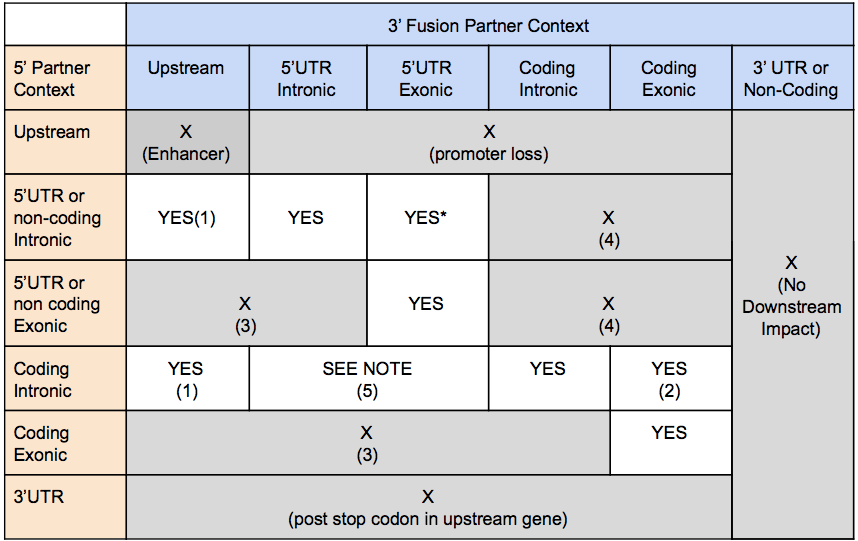 3’ Fusion Partner Context
5’ Partner
Context
Upstream
5’UTR
Intronic
5’UTR
Exonic
Coding
Intronic
Coding
Exonic
3’ UTR or
Non-Coding
Upstream
X
(Enhancer)
X
(promoter loss)
5’UTR or
non-coding
Intronic
YES(1)
YES
YES*
X
(4)
X
(No
Downstream
Impact)
5’UTR or
non coding
Exonic
X
(3)
YES
X
(4)
Coding
Intronic
YES
(1)
SEE NOTE
(5)
YES
YES
(2)
Coding
Exonic
X
(3)
YES
3’UTR
X
(post stop codon in upstream gene)